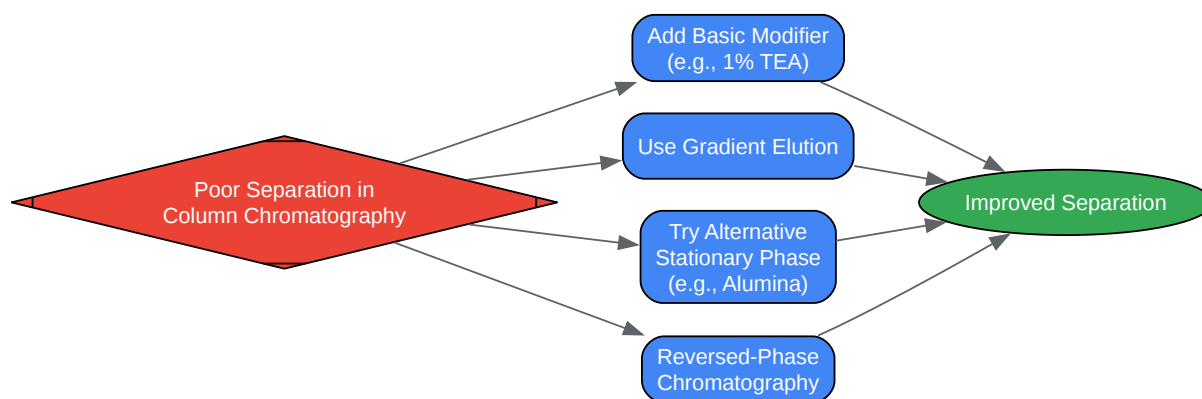 Poor Separation in
Column Chromatography
Add Basic Modifier
(e.g., 1% TEA)
Use Gradient Elution
Try Alternative
Stationary Phase
(e.g., Alumina)
Reversed-Phase
Chromatography
Improved Separation